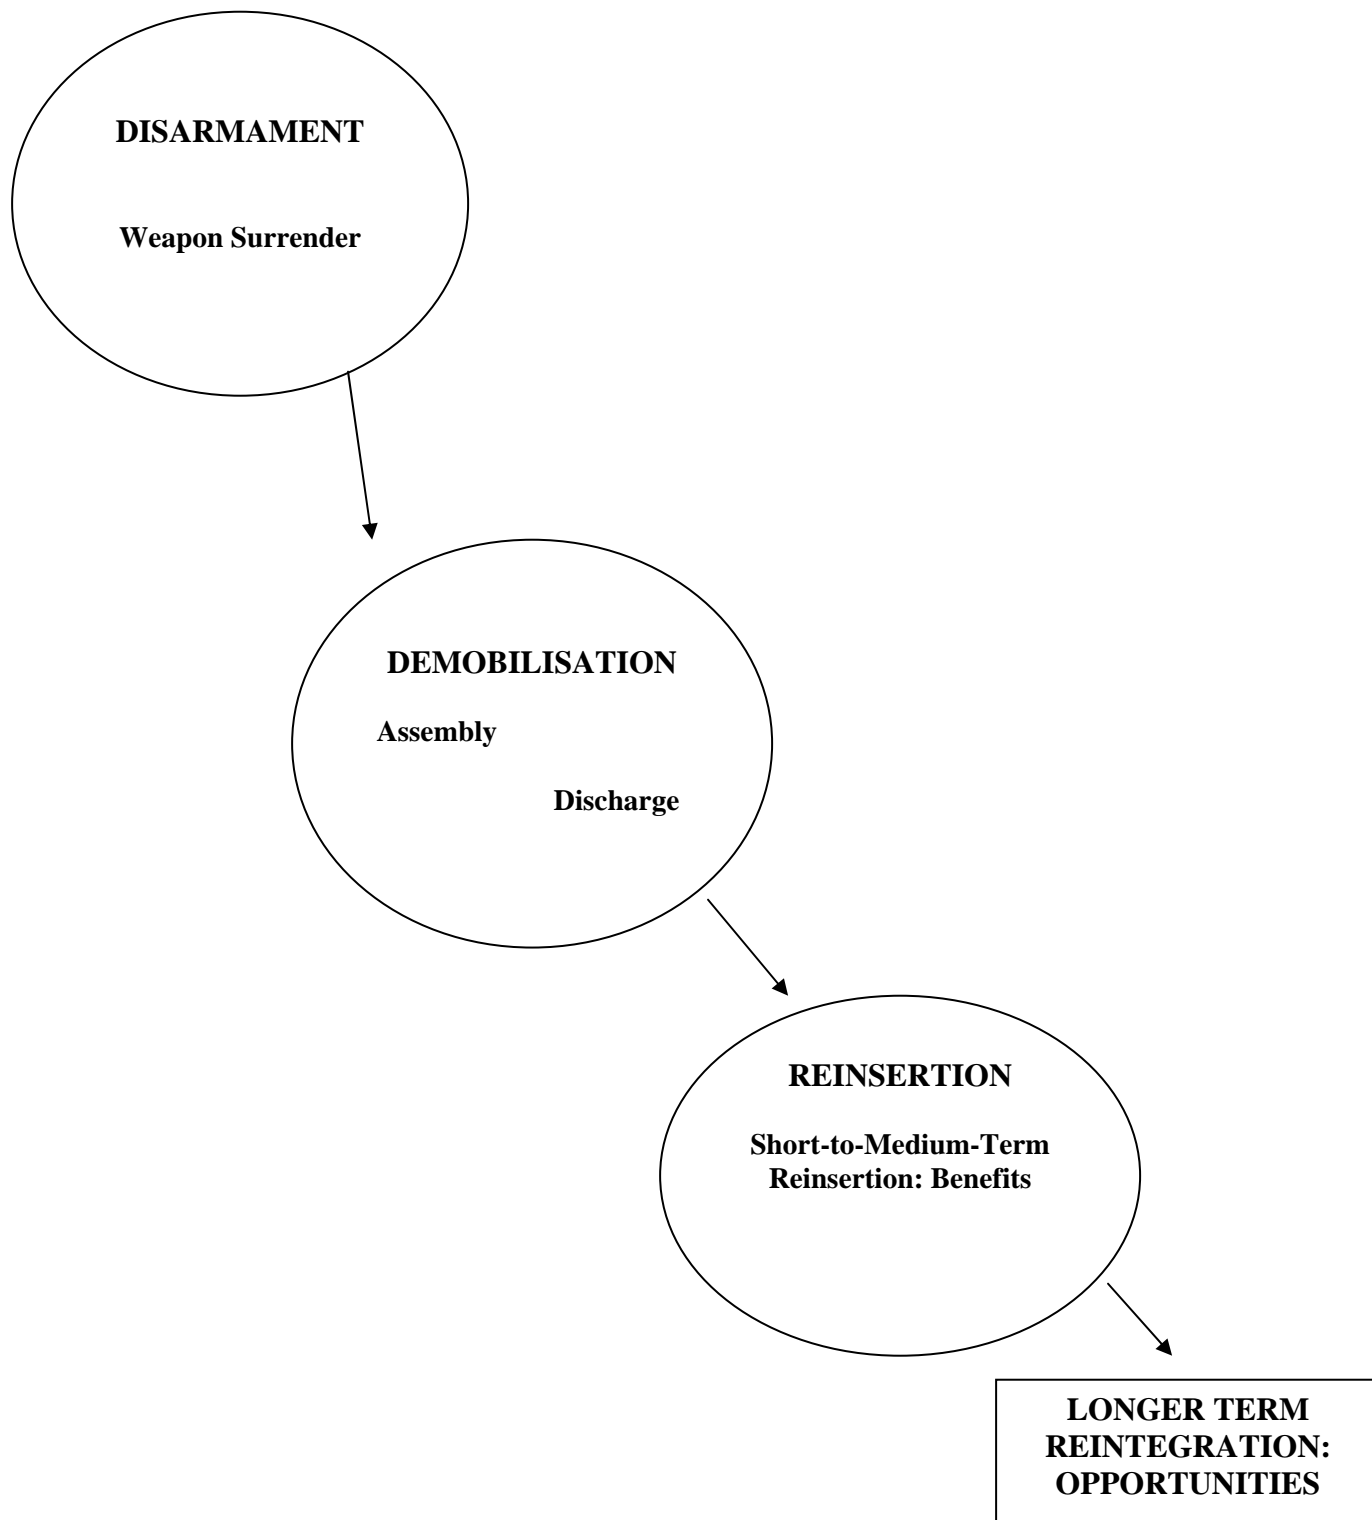 DISARMAMENT
Weapon Surrender
DEMOBILISATION
Assembly
Discharge
REINSERTION
Short-to-Medium-Term
Reinsertion: Benefits
LONGER TERM
REINTEGRATION:
OPPORTUNITIES